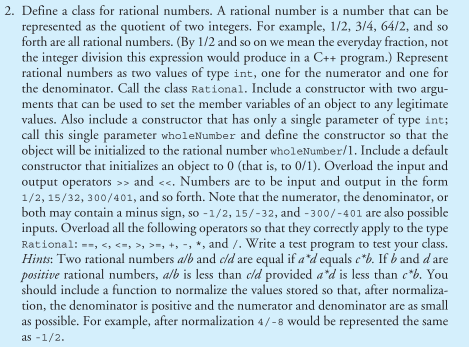 2. Define a class for rational numbers. A rational number is a number that can be
represented as the quotient of two integers. For example, 1/2, 3/4, 64/2, and so
forth are all rational numbers. (By 1/2 and so on we mean the everyday fraction, not
the integer division this expression would produce in a C++ program.) Represent
rational numbers as two values of type int, one for the numerator and one for
the denominator. Call the class Rational. Include a constructor with two argu-
ments that can be used to set the member variables of an object to any legitimate
values. Also include a constructor that has only a single parameter of type int;
call this single parameter wholeNumber and define the constructor so that the
object will be initialized to the rational number wholeNumber/1. Include a default
constructor that initializes an object to 0 (that is, to 0/1). Overload the input and
output operators >> and <<. Numbers are to be input and output in the form
1/2, 15/32, 300/401, and so forth. Note that the numerator, the denominator, or
both may contain a minus sign, so -1/2, 15/-32, and -300/-401 are also possible
inputs. Overload all the following operators so that they correctly apply to the type
Rational: ==, <, <=, >, >=, +, -, *, and /. Write a test program to test your class.
Hints: Two rational numbers a/b and c/d are equal if a*d equals c*b. If b and d are
positive rational numbers, a/b is less than c/d provided a*d is less than c*b. You
should include a function to normalize the values stored so that, after normaliza-
tion, the denominator is positive and the numerator and denominator are as small
as possible. For example, after normalization 4/-8 would be represented the same
as -1/2.